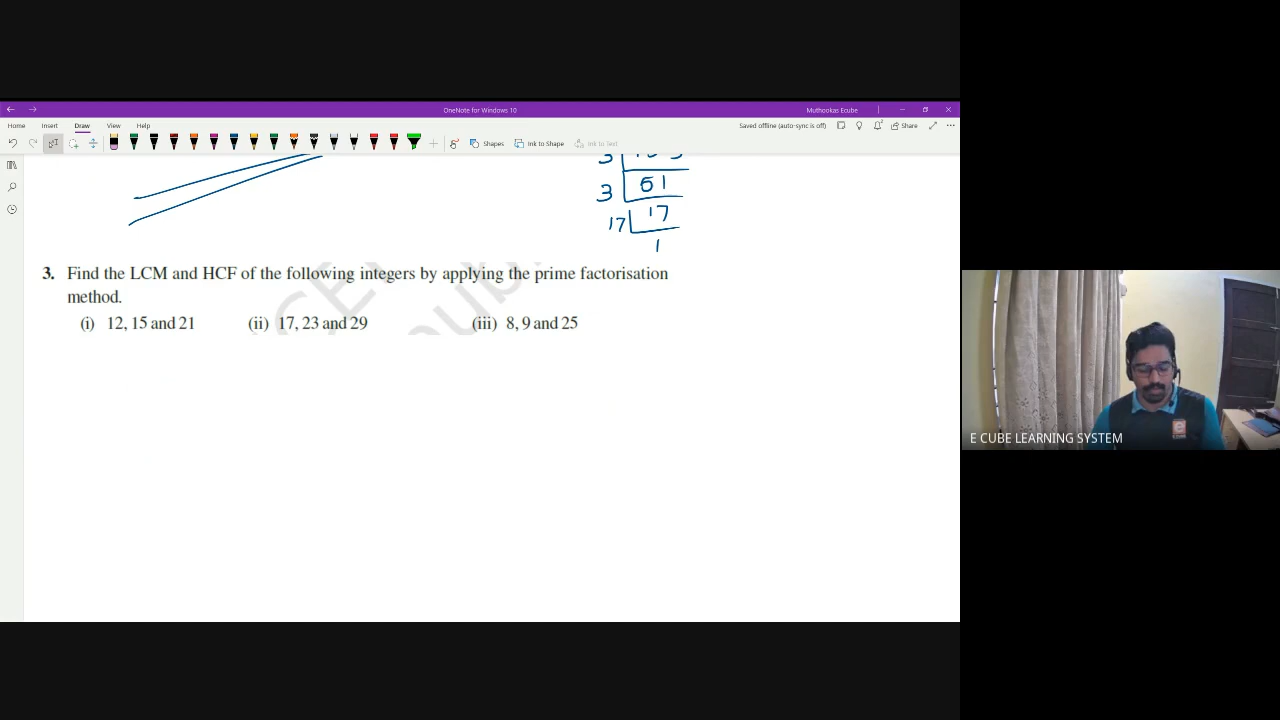 OneNote for Windows 10
Muthookas Ecube
Home Insert Draw View Help
Saved offline (auto-sync is off)
Share
Shapes Ink to Shape Ink to Text
3
3 51
17 17
1
3. Find the LCM and HCF of the following integers by applying the prime factorisation
method.
(i) 12, 15 and 21 (ii) 17, 23 and 29 (iii) 8, 9 and 25
E CUBE LEARNING SYSTEM